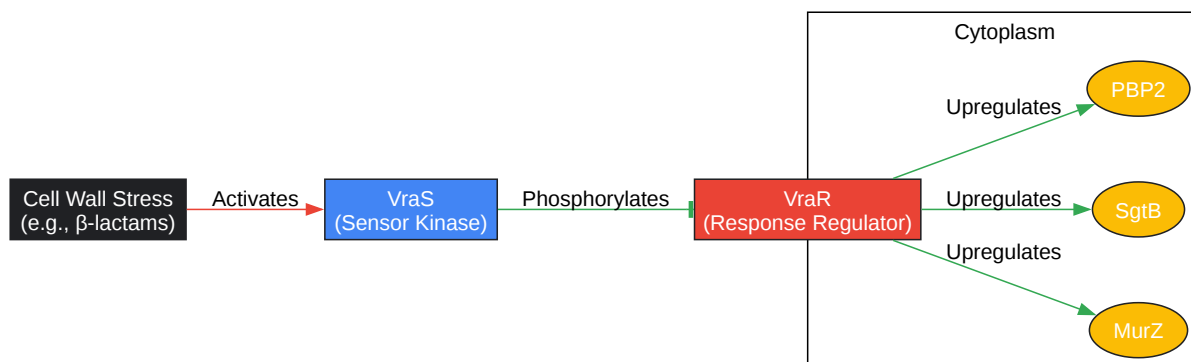 Cytoplasm
PBP2
Upregulates
Cell Wall Stress
(e.g., β-lactams)
Activates
VraS
(Sensor Kinase)
Phosphorylates
VraR
(Response Regulator)
Upregulates
SgtB
Upregulates
MurZ